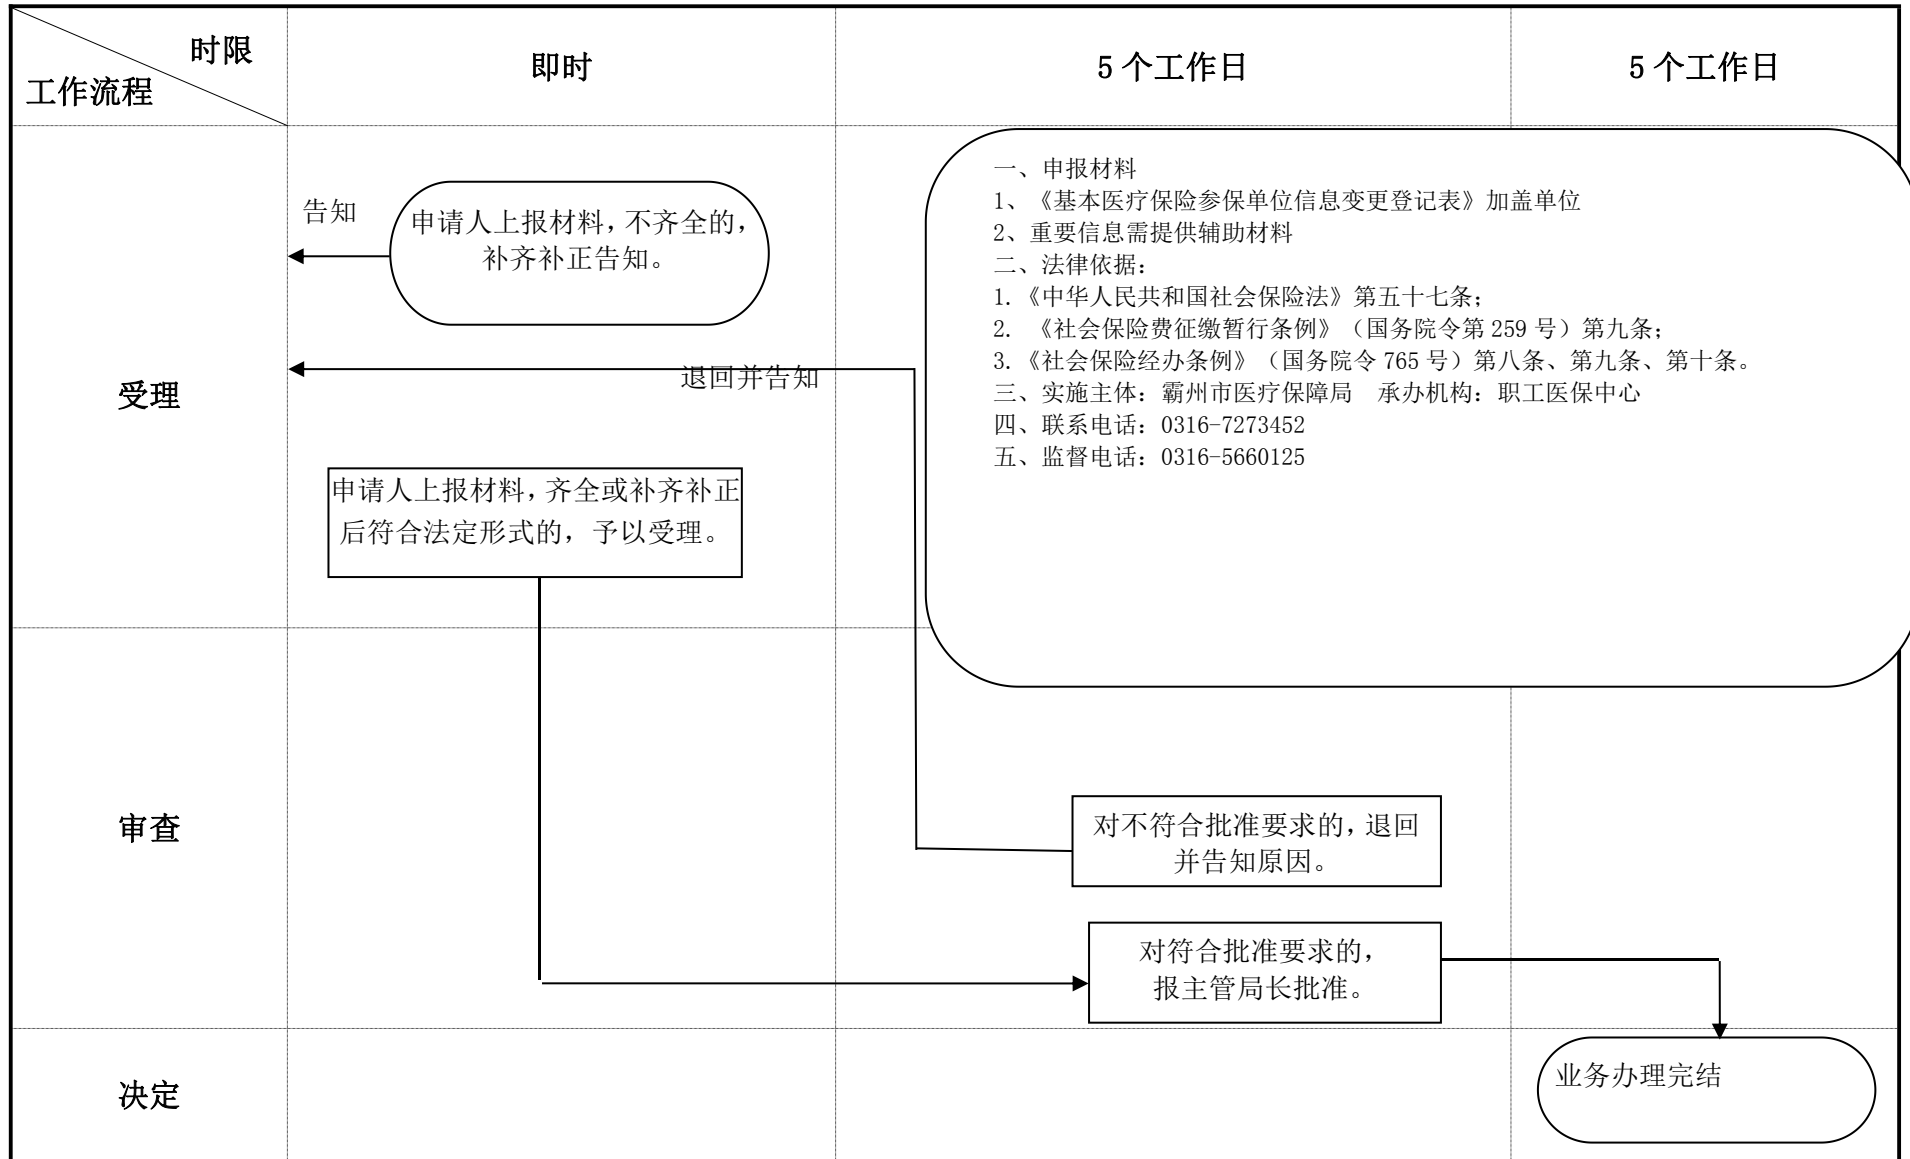 时限
工作流程
即时
5 个工作日
5 个工作日
受理
告知
申请人上报材料，不齐全的，
补齐补正告知。
退回并告知
申请人上报材料，齐全或补齐补正
后符合法定形式的，予以受理。
一、申报材料
1、《基本医疗保险参保单位信息变更登记表》加盖单位
2、重要信息需提供辅助材料
二、法律依据：
1.《中华人民共和国社会保险法》第五十七条；
2. 《社会保险费征缴暂行条例》（国务院令第 259 号）第九条；
3.《社会保险经办条例》（国务院令 765 号）第八条、第九条、第十条。
三、实施主体：霸州市医疗保障局　承办机构：职工医保中心
四、联系电话：0316-7273452
五、监督电话：0316-5660125
审查
对不符合批准要求的，退回
并告知原因。
对符合批准要求的，
报主管局长批准。
决定
业务办理完结